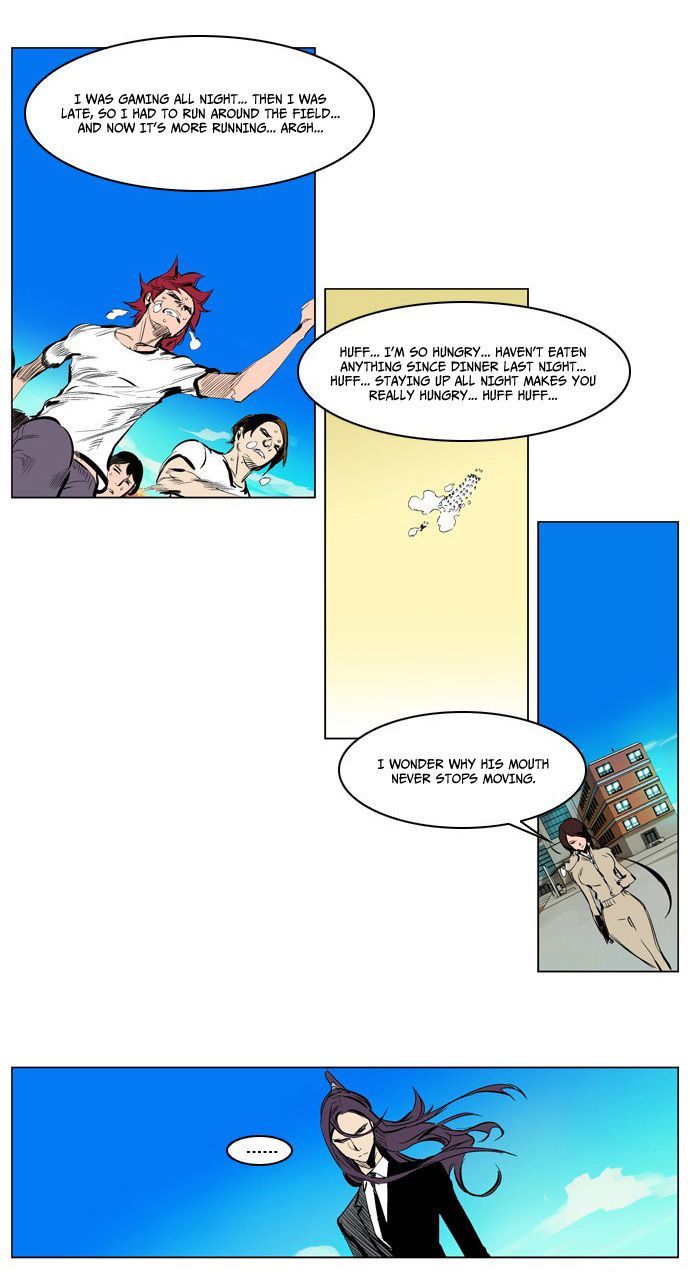 I WAS GAMING ALL NIGHT... THEN I WAS
LATE, SO I HAD TO RUN AROUND THE FIELD...
AND NOW IT'S MORE RUNNING... ARGH...
HUFF... I'M SO HUNGRY... HAVEN'T EATEN
ANYTHING SINCE DINNER LAST NIGHT...
HUFF... STAYING UP ALL NIGHT MAKES YOU
REALLY HUNGRY... HUFF HUFF...
I WONDER WHY HIS MOUTH
NEVER STOPS MOVING.
......